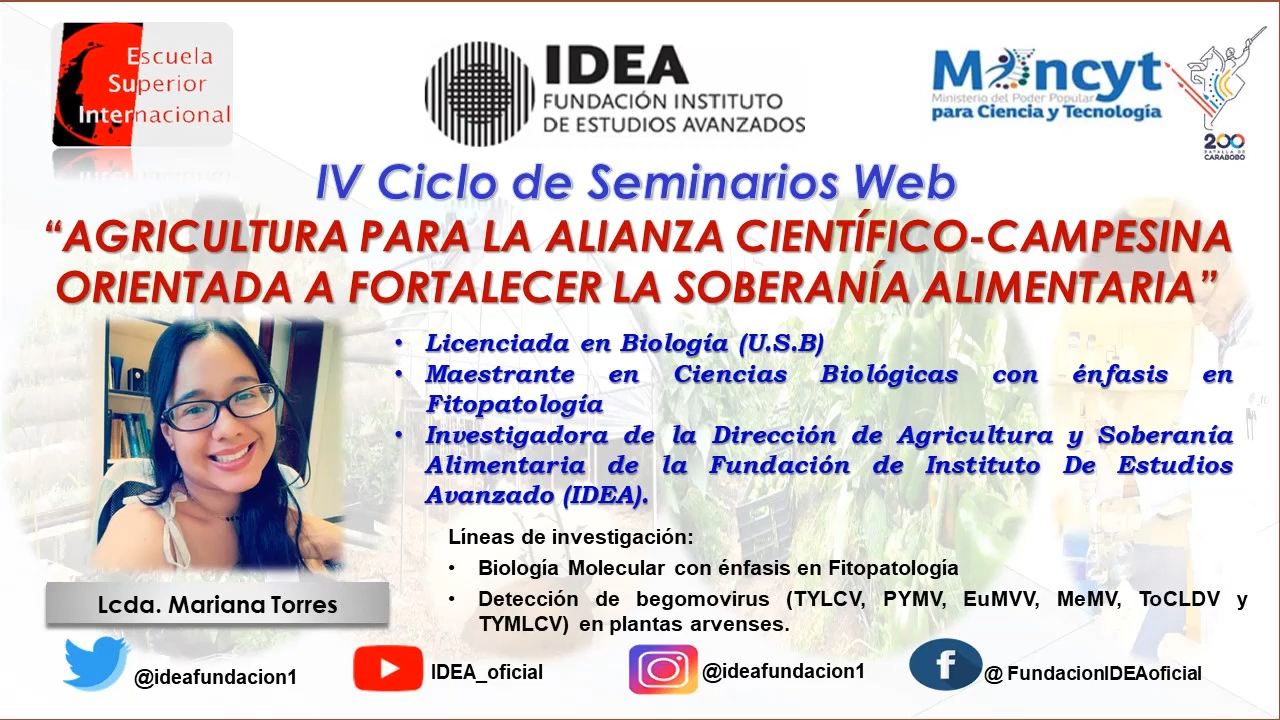 Escuela
Superior
Internacional
IDEA
FUNDACIÓN INSTITUTO
DE ESTUDIOS AVANZADOS
Mincyt
Ministerio del Poder Popular
para Ciencia y Tecnología
200
BATALLA DE
CARABOBO
IV Ciclo de Seminarios Web
“AGRICULTURA PARA LA ALIANZA CIENTÍFICO-CAMPESINA
ORIENTADA A FORTALECER LA SOBERANÍA ALIMENTARIA”
• Licenciada en Biología (U.S.B)
• Maestrante en Ciencias Biológicas con énfasis en
Fitopatología
• Investigadora de la Dirección de Agricultura y Soberanía
Alimentaria de la Fundación de Instituto De Estudios
Avanzado (IDEA).
Líneas de investigación:
• Biología Molecular con énfasis en Fitopatología
• Detección de begomovirus (TYLCV, PYMV, EuMVV, MeMV, ToCLDV y
TYMLCV) en plantas arvenses.
Lcda. Mariana Torres
@ideafundacion1
IDEA_oficial
@ideafundacion1
@ FundacionIDEAoficial